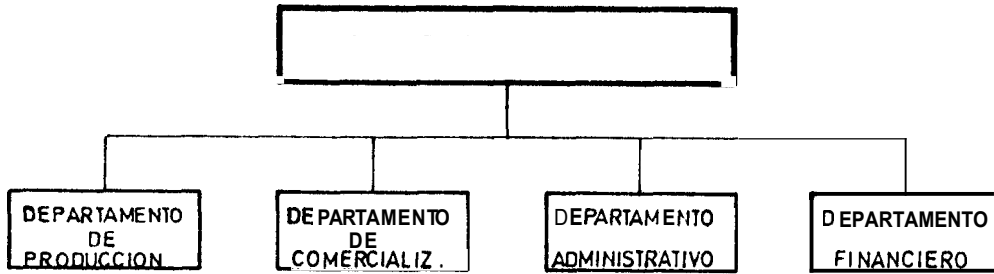 DEPARTAMENTO
DE
PRODUCCION
DEPARTAMENTO
DE
COMERCIALIZ.
DEPARTAMENTO
ADMINISTRATIVO
DEPARTAMENTO
FINANCIERO